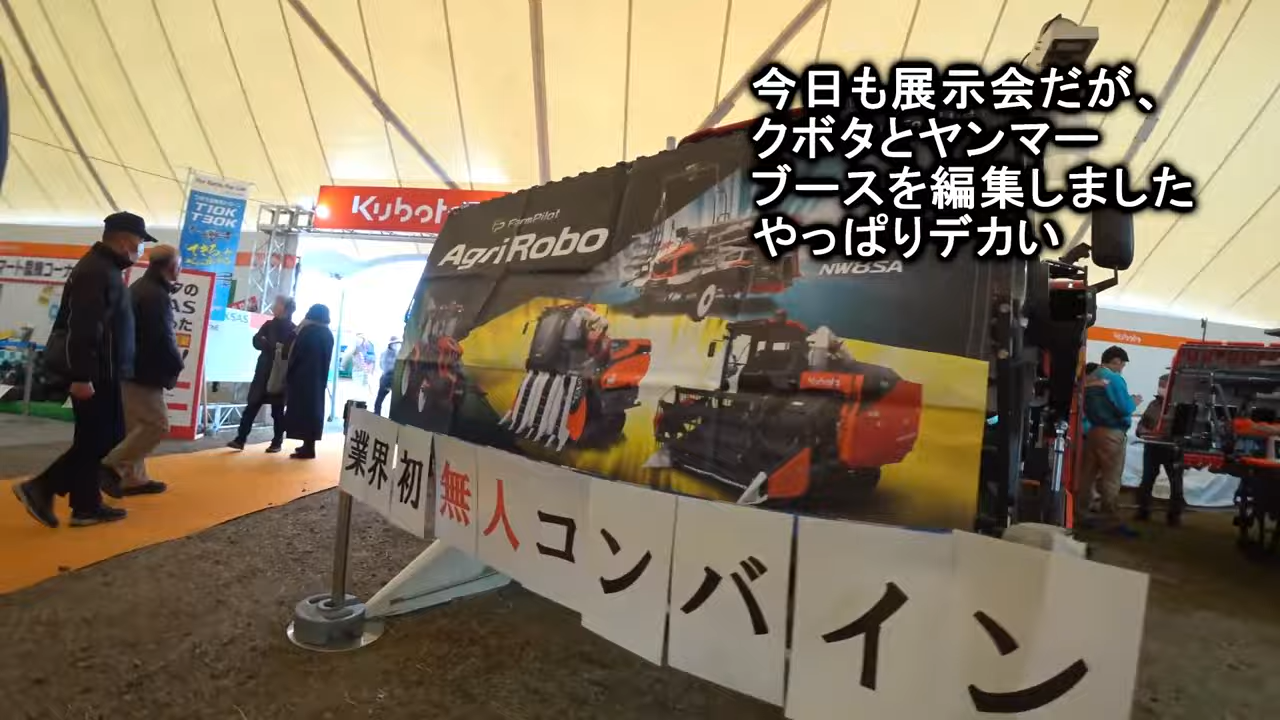 今日も展示会だが、
クボタとヤンマー
ブースを編集しました
やっぱりデカい
T10K
T30K
Kubota
FarmPilot
AgriRobo
NW8SA
Kubota
業界初無人コンバイン